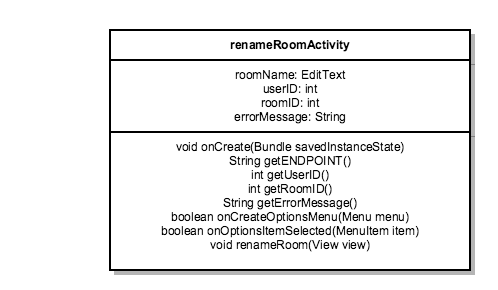 renameRoomActivity
roomName: EditText
userID: int
roomID: int
errorMessage: String
void onCreate(Bundle savedInstanceState)
String getENDPOINT()
int getUserID()
int getRoomID()
String getErrorMessage()
boolean onCreateOptionsMenu(Menu menu)
boolean onOptionsItemSelected(MenuItem item)
void renameRoom(View view)